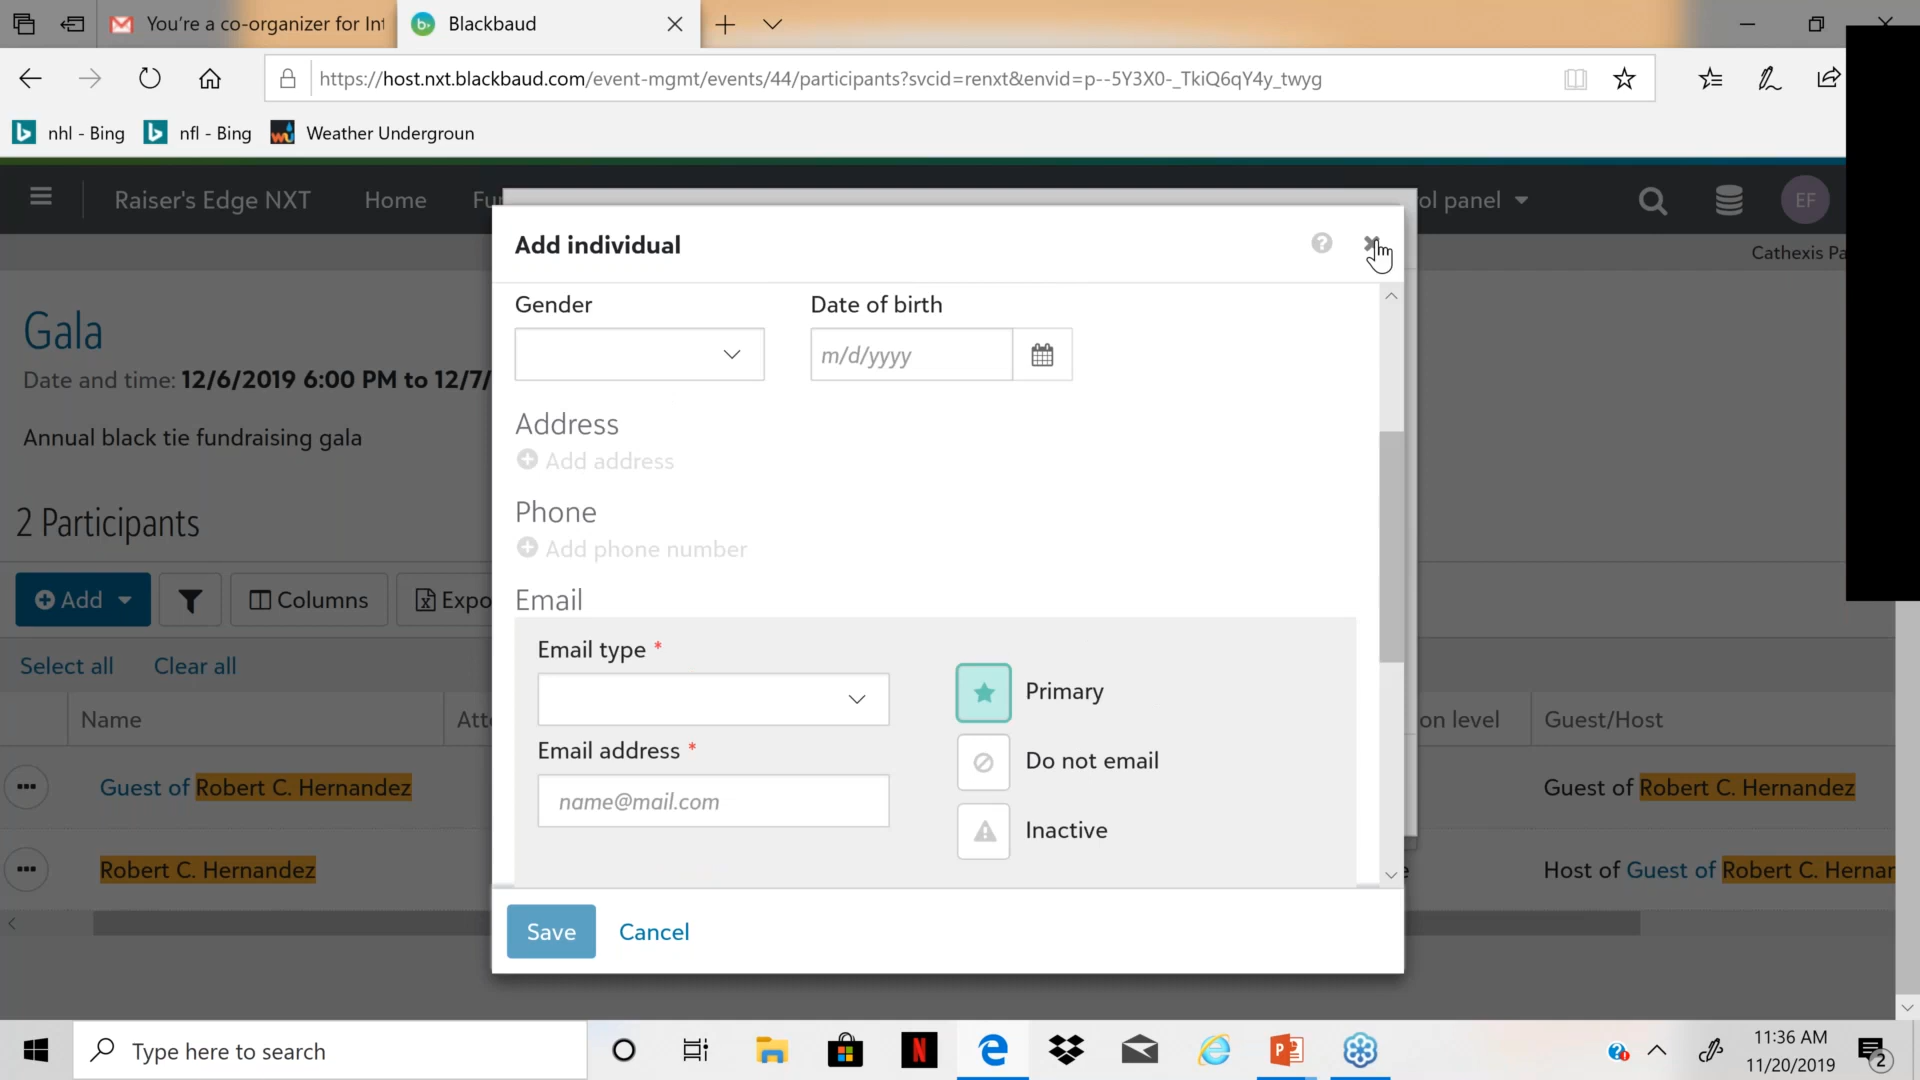 You're a co-organizer for Int
Blackbaud
https://host.nxt.blackbaud.com/event-mgmt/events/44/participants?svcid=renxt&envid=p--5Y3X0-_TkiQ6qY4y_twyg
nhl - Bing
nfl - Bing
Weather Undergroun
Raiser's Edge NXT
Home
Fu
ol panel
EF
Cathexis Pa
Add individual
Gala
Date and time: 12/6/2019 6:00 PM to 12/7/
Annual black tie fundraising gala
2 Participants
Add
Columns
Expo
Select all
Clear all
Name
Att
on level
Guest/Host
Guest of Robert C. Hernandez
Guest of Robert C. Hernandez
Robert C. Hernandez
Host of Guest of Robert C. Hernar
Gender
Date of birth
m/d/yyyy
Address
Add address
Phone
Add phone number
Email
Email type *
Primary
Email address *
Do not email
name@mail.com
Inactive
Save
Cancel
Type here to search
11:36 AM
11/20/2019
2